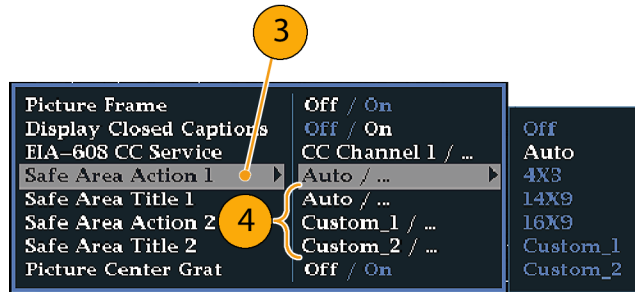 3
Picture Frame Off / On
Display Closed Captions Off / On
EIA–608 CC Service CC Channel 1 / ...
Safe Area Action 1 Auto / ...
Safe Area Title 1 Auto / ...
Safe Area Action 2 Custom_1 / ...
Safe Area Title 2 Custom_2 / ...
Picture Center Grat Off / On
4
Off
Auto
4X3
14X9
16X9
Custom_1
Custom_2